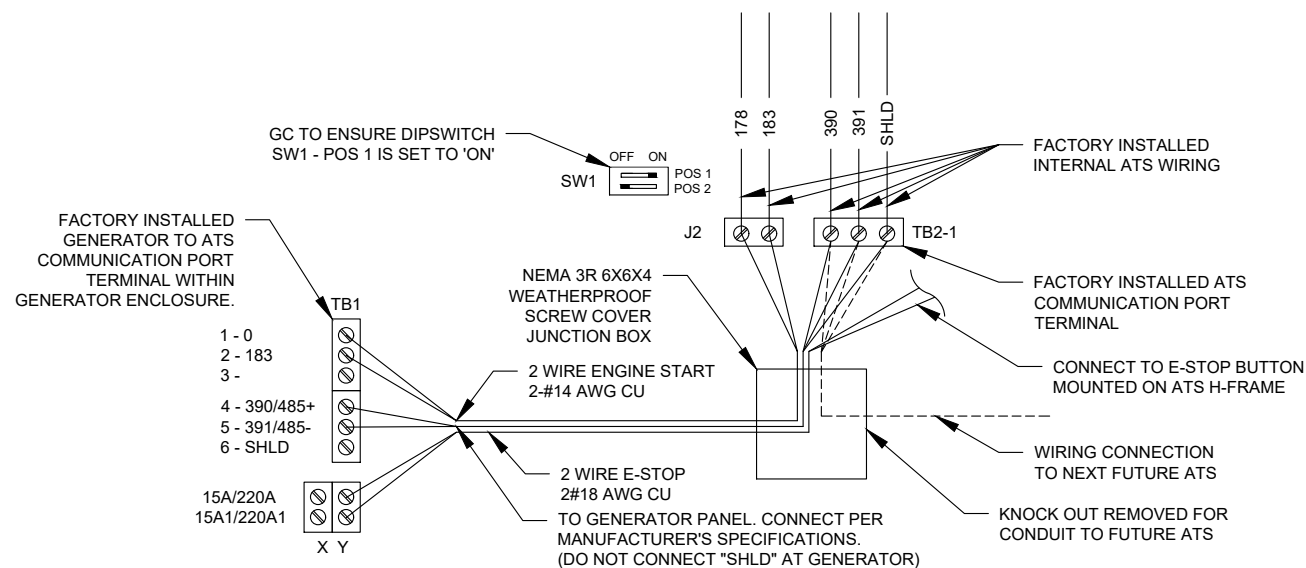 178
183
390
391
SHLD
GC TO ENSURE DIPSWITCH
SW1 - POS 1 IS SET TO 'ON'
OFF ON
SW1
POS 1
POS 2
FACTORY INSTALLED
INTERNAL ATS WIRING
FACTORY INSTALLED
GENERATOR TO ATS
COMMUNICATION PORT
TERMINAL WITHIN
GENERATOR ENCLOSURE.
J2
TB2-1
NEMA 3R 6X6X4
WEATHERPROOF
SCREW COVER
JUNCTION BOX
FACTORY INSTALLED ATS
COMMUNICATION PORT
TERMINAL
TB1
1 - 0
2 - 183
3 -
4 - 390/485+
5 - 391/485-
6 - SHLD
2 WIRE ENGINE START
2-#14 AWG CU
CONNECT TO E-STOP BUTTON
MOUNTED ON ATS H-FRAME
WIRING CONNECTION
TO NEXT FUTURE ATS
2 WIRE E-STOP
2#18 AWG CU
15A/220A
15A1/220A1
X Y
TO GENERATOR PANEL. CONNECT PER
MANUFACTURER'S SPECIFICATIONS.
(DO NOT CONNECT "SHLD" AT GENERATOR)
KNOCK OUT REMOVED FOR
CONDUIT TO FUTURE ATS